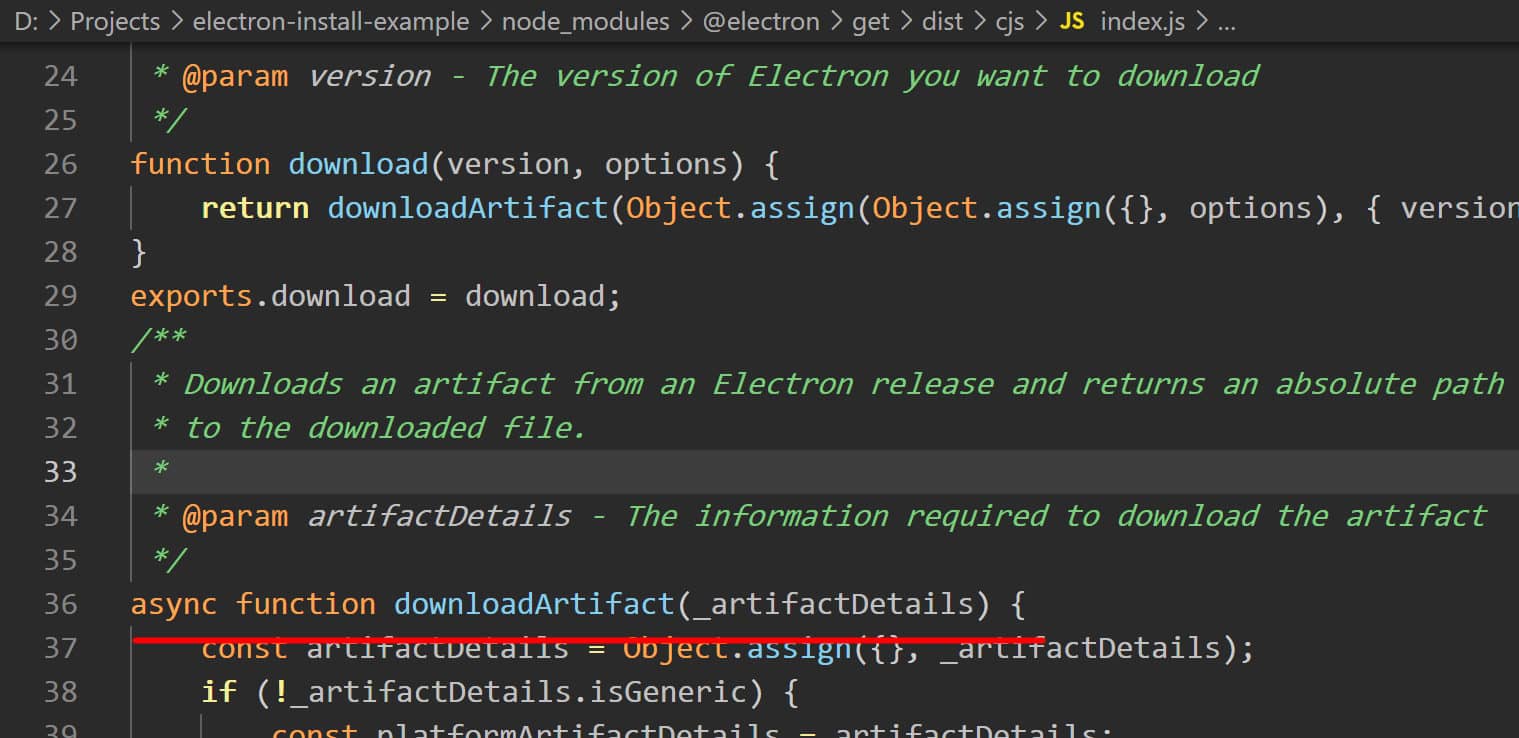 D: > Projects > electron-install-example > node_modules > @electron > get > dist > cjs > JS index.js > ...
24 * @param version - The version of Electron you want to download
25 */
26 function download(version, options) {
27 return downloadArtifact(Object.assign(Object.assign({}, options), { version
28 }
29 exports.download = download;
30 /**
31 * Downloads an artifact from an Electron release and returns an absolute path
32 * to the downloaded file.
33 *
34 * @param artifactDetails - The information required to download the artifact
35 */
36 async function downloadArtifact(_artifactDetails) {
37 const artifactDetails = Object.assign({}, _artifactDetails);
38 if (!_artifactDetails.isGeneric) {
39 const platformArtifactDetails = artifactDetails;